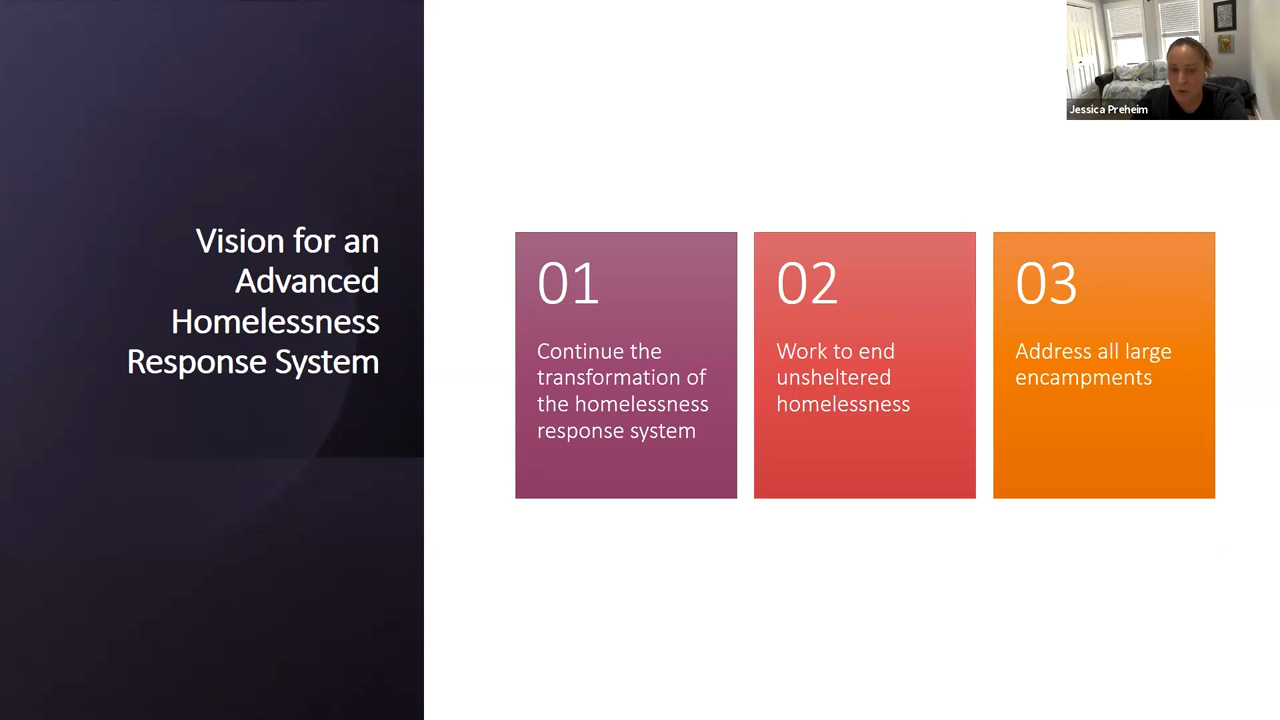 Vision for an
Advanced
Homelessness
Response System
01
Continue the
transformation of
the homelessness
response system
02
Work to end
unsheltered
homelessness
03
Address all large
encampments
Jessica Preheim